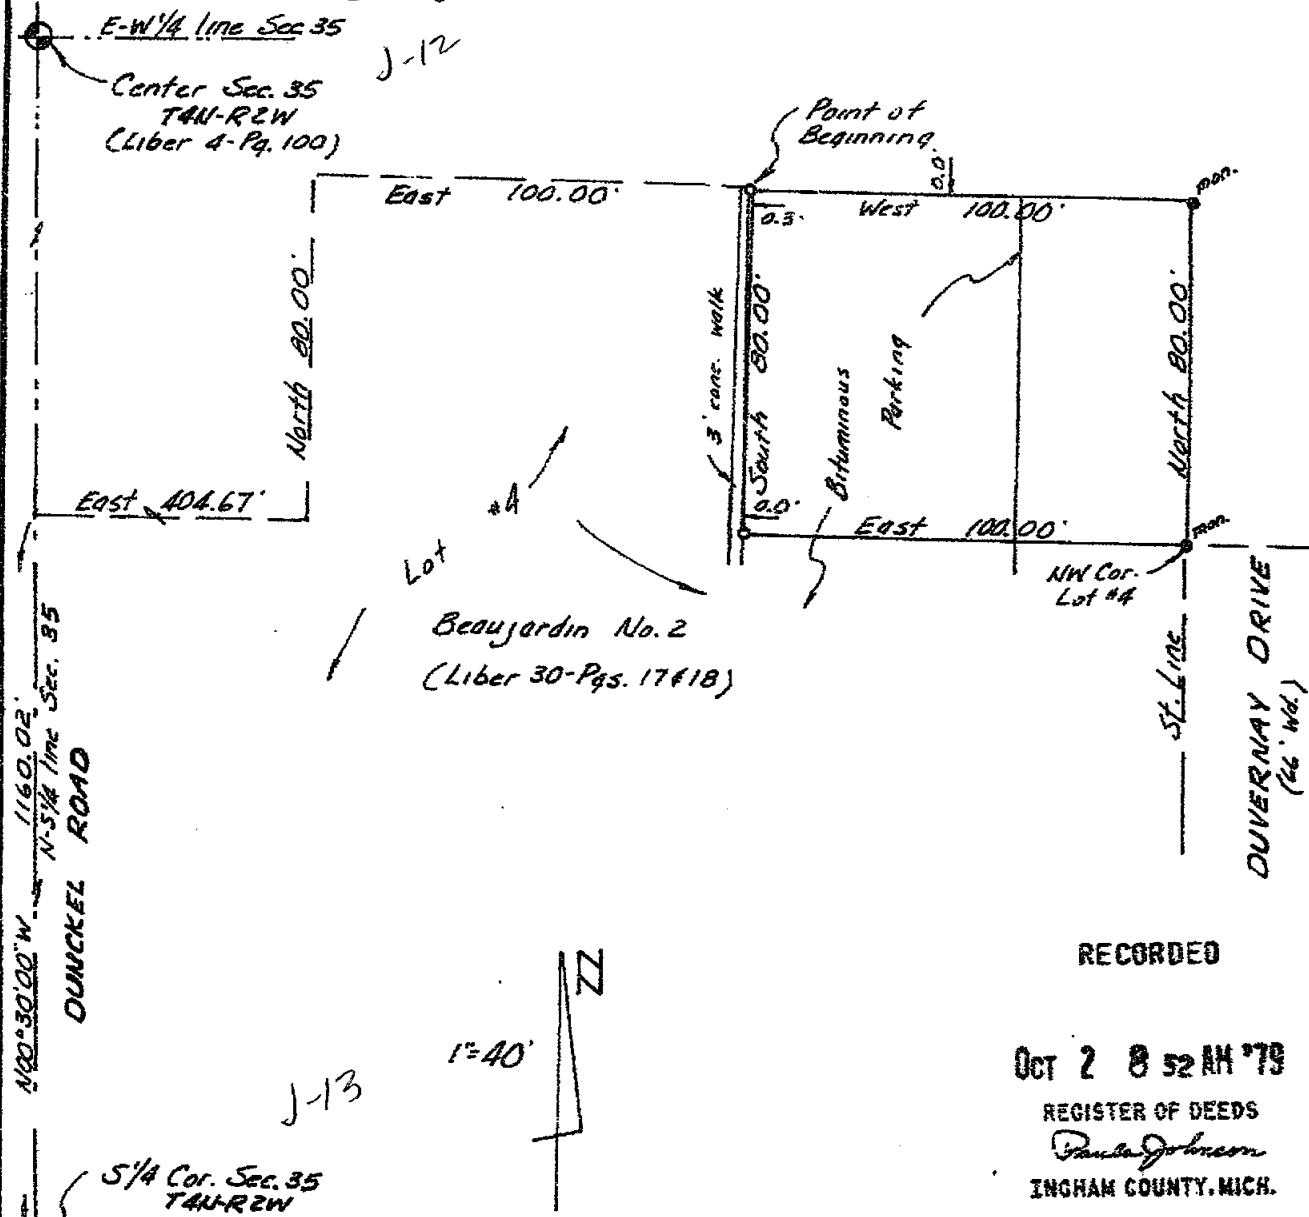 E-W 1/4 line Sec 35
J-12
Center Sec. 35
T4N-R2W
(Liber 4-Pg. 100)
Point of
Beginning
0.0'
mon.
East 100.00'
West 100.00'
0.3'
North 80.00'
3' conc. walk
South 80.00'
Bituminous
Parking
North 80.00'
East 404.67'
Lot #4
0.0'
East 100.00'
mon.
NW Cor.
Lot #4
Beaujardin No. 2
(Liber 30-Pgs. 17&18)
St. Line
DUVERNAY DRIVE
(66' Wd.)
N00°30'00"W 1160.02'
N-S 1/4 line Sec. 35
DUNCKEL ROAD
N
1"=40'
J-13
S 1/4 Cor. Sec. 35
T4N-R2W
RECORDED
OCT 2 8 52 AM '79
REGISTER OF DEEDS
Paula Johnson
INGHAM COUNTY, MICH.